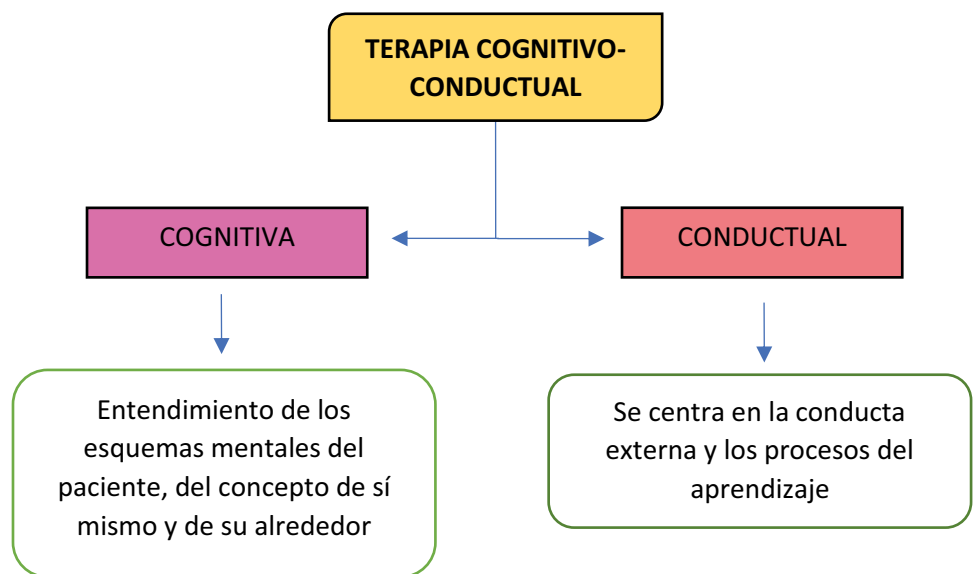 TERAPIA COGNITIVO-
CONDUCTUAL
COGNITIVA
CONDUCTUAL
Entendimiento de los
esquemas mentales del
paciente, del concepto de sí
mismo y de su alrededor
Se centra en la conducta
externa y los procesos del
aprendizaje